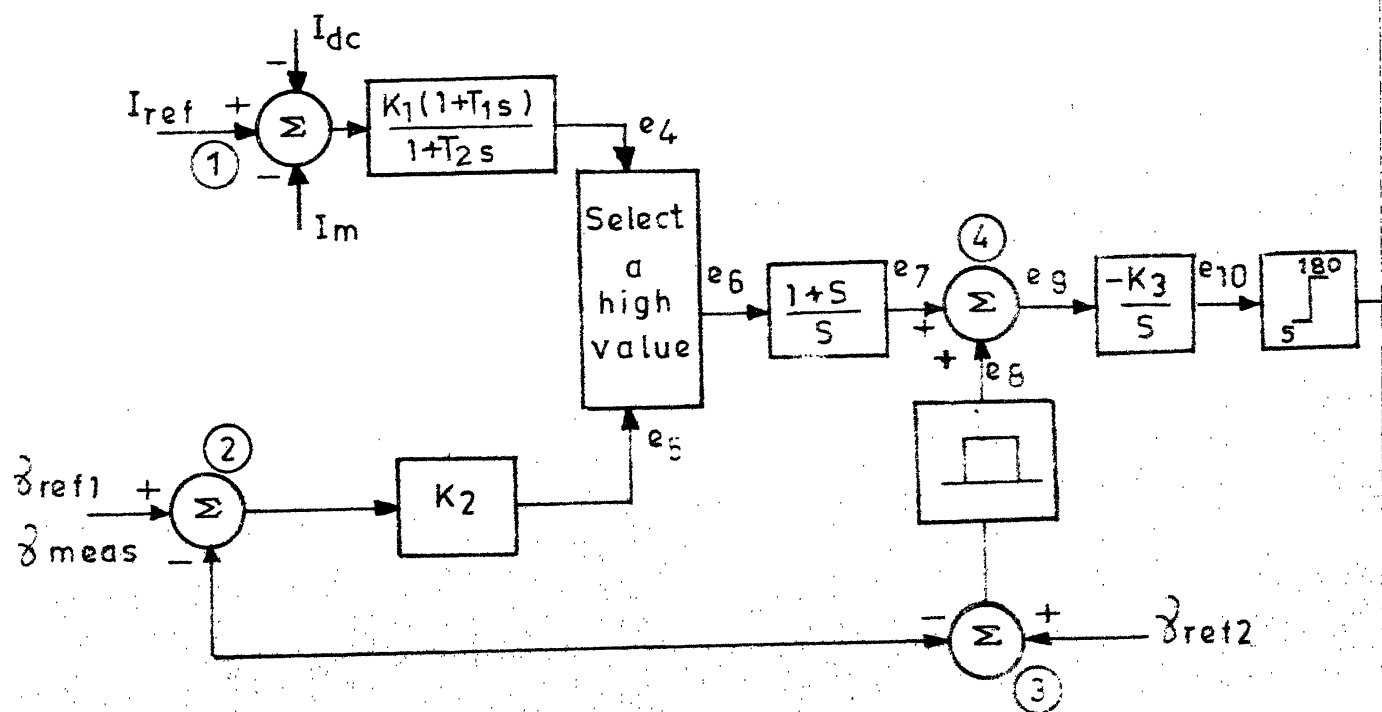 I_dc
−
I_ref +
Σ
K1(1+T1s)
1+T2s
e4
①
−
I_m
Select
a
high
value
e6
1+S
S
e7
④
Σ
+
+
e9
-K3
S
e10
180
5
e8
②
e5
γref1 +
Σ
K2
γmeas −
−
Σ
+
γref2
③